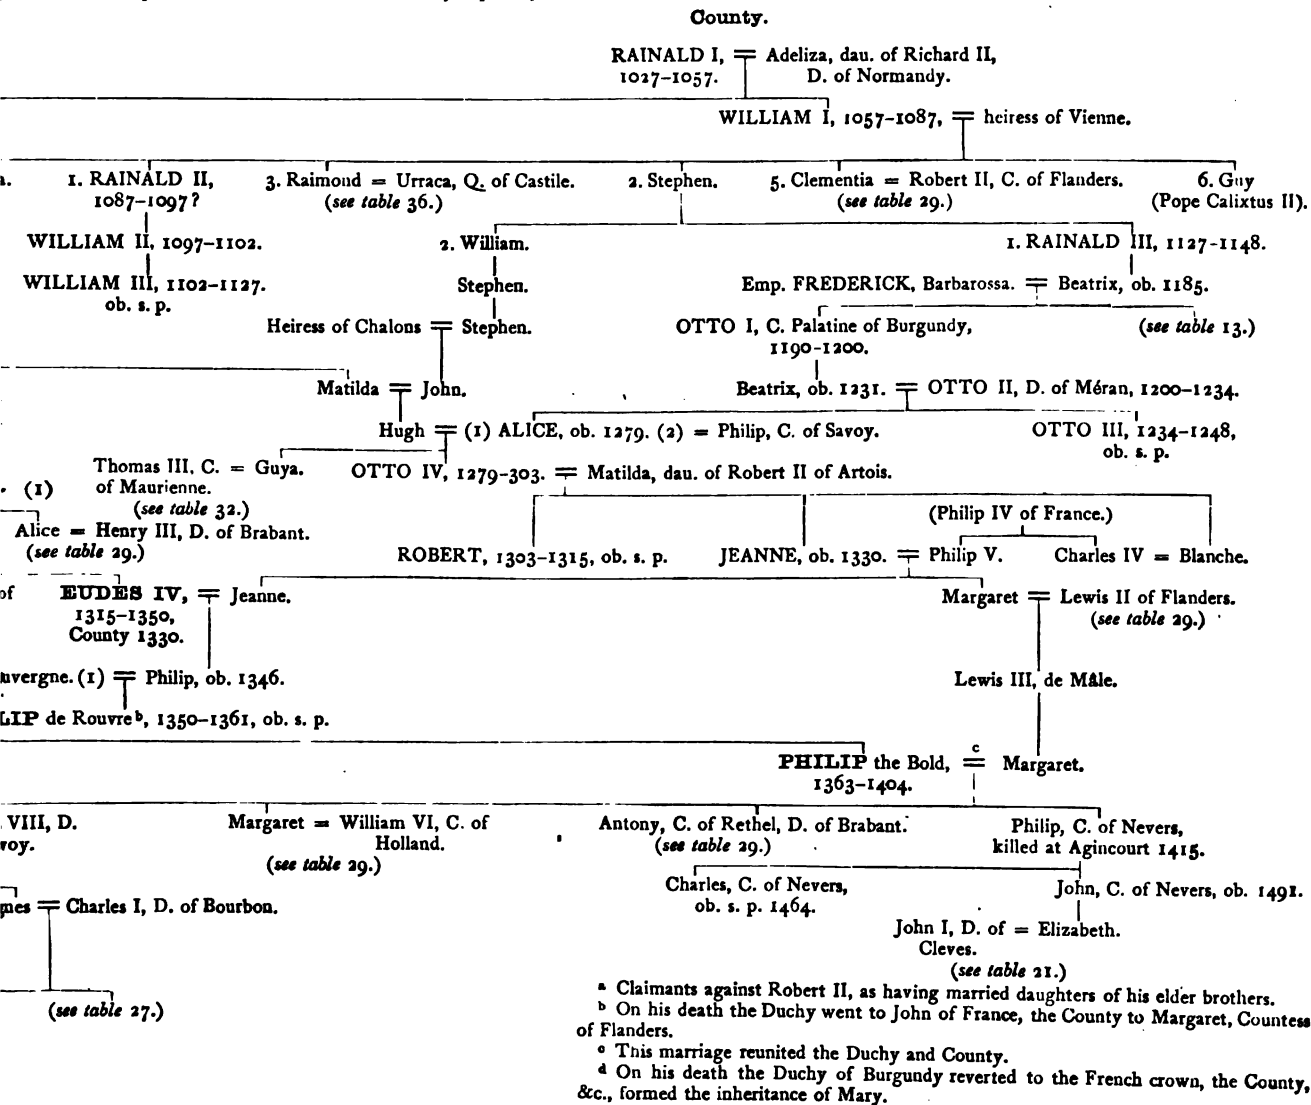 County.
RAINALD I, = Adeliza, dau. of Richard II,
1027–1057. D. of Normandy.
WILLIAM I, 1057–1087, = heiress of Vienne.
a. 1. RAINALD II, 3. Raimond = Urraca, Q. of Castile. 2. Stephen. 5. Clementia = Robert II, C. of Flanders. 6. Guy
1087–1097? (see table 36.) (see table 29.) (Pope Calixtus II).
WILLIAM II, 1097–1102. 2. William. 1. RAINALD III, 1127–1148.
WILLIAM III, 1102–1127. Stephen. Emp. FREDERICK, Barbarossa. = Beatrix, ob. 1185.
ob. s. p.
Heiress of Chalons = Stephen. OTTO I, C. Palatine of Burgundy, (see table 13.)
1190–1200.
Matilda = John. Beatrix, ob. 1231. = OTTO II, D. of Méran, 1200–1234.
Hugh = (1) ALICE, ob. 1279. (2) = Philip, C. of Savoy. OTTO III, 1234–1248,
ob. s. p.
Thomas III, C. = Guya. OTTO IV, 1279–303. = Matilda, dau. of Robert II of Artois.
(1) of Maurienne.
(see table 32.) (Philip IV of France.)
Alice = Henry III, D. of Brabant.
(see table 29.) ROBERT, 1303–1315, ob. s. p. JEANNE, ob. 1330. = Philip V. Charles IV = Blanche.
of EUDES IV, = Jeanne. Margaret = Lewis II of Flanders.
1315–1350, (see table 29.)
County 1330.
uvergne. (1) = Philip, ob. 1346. Lewis III, de Mâle.
LIP de Rouvre b, 1350–1361, ob. s. p.
PHILIP the Bold, c = Margaret.
1363–1404.
VIII, D. Margaret = William VI, C. of Antony, C. of Rethel, D. of Brabant. Philip, C. of Nevers,
voy. Holland. (see table 29.) killed at Agincourt 1415.
(see table 29.)
Charles, C. of Nevers, John, C. of Nevers, ob. 1491.
ob. s. p. 1464.
gnes = Charles I, D. of Bourbon.
John I, D. of = Elizabeth.
Cleves.
(see table 21.)
(see table 27.)
a Claimants against Robert II, as having married daughters of his elder brothers.
b On his death the Duchy went to John of France, the County to Margaret, Countess
of Flanders.
c This marriage reunited the Duchy and County.
d On his death the Duchy of Burgundy reverted to the French crown, the County,
&c., formed the inheritance of Mary.